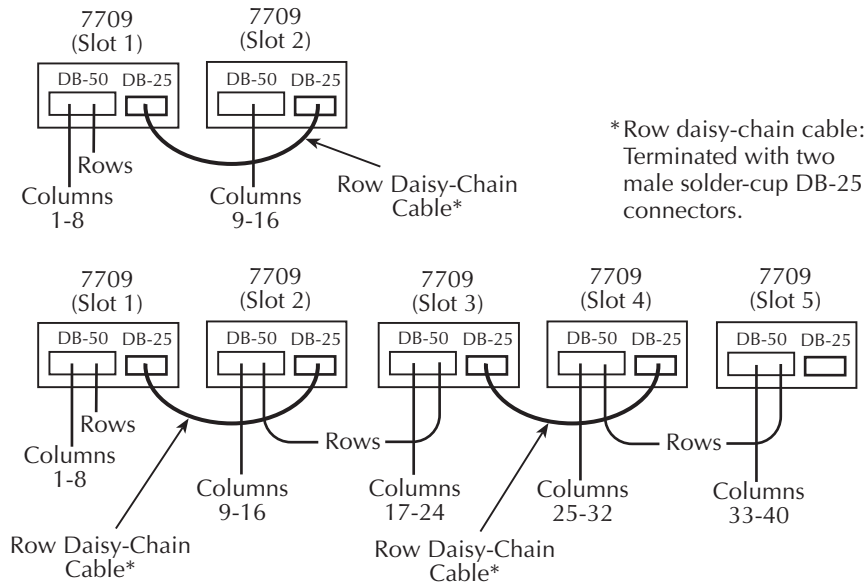 7709
(Slot 1)
7709
(Slot 2)
DB-50 DB-25
DB-50 DB-25
Rows
Columns
1-8
Columns
9-16
Row Daisy-Chain
Cable*
*Row daisy-chain cable:
Terminated with two
male solder-cup DB-25
connectors.
7709
(Slot 1)
7709
(Slot 2)
7709
(Slot 3)
7709
(Slot 4)
7709
(Slot 5)
DB-50 DB-25
DB-50 DB-25
DB-50 DB-25
DB-50 DB-25
DB-50 DB-25
Rows
Rows
Rows
Columns
1-8
Columns
9-16
Columns
17-24
Columns
25-32
Columns
33-40
Row Daisy-Chain
Cable*
Row Daisy-Chain
Cable*